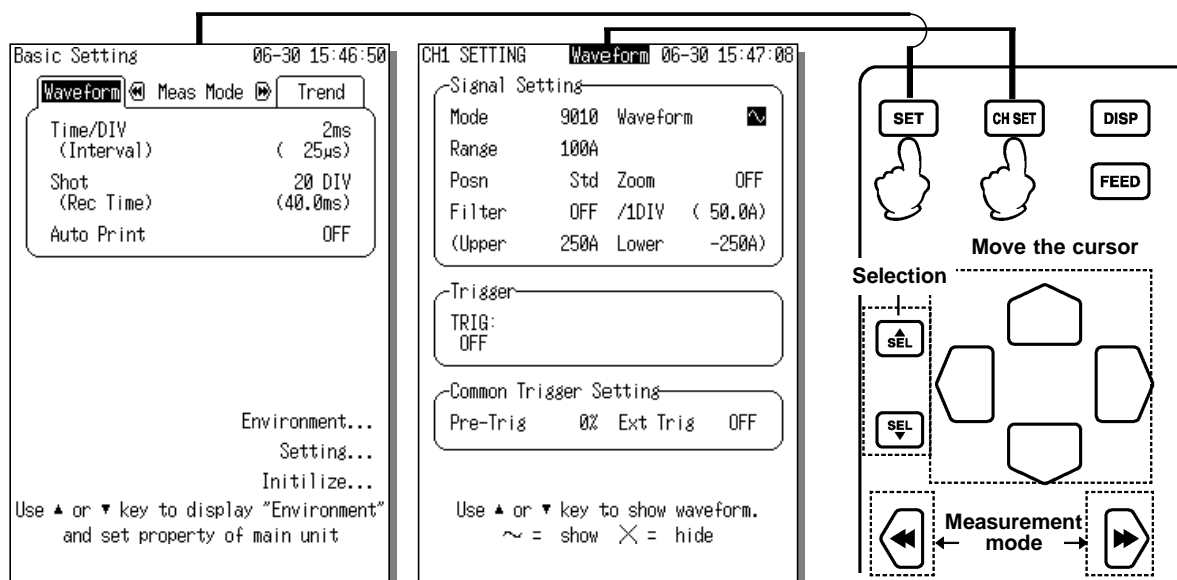 Basic Setting 06-30 15:46:50
Waveform Meas Mode Trend
Time/DIV 2ms
(Interval) ( 25µs)
Shot 20 DIV
(Rec Time) (40.0ms)
Auto Print OFF
Environment...
Setting...
Initilize...
Use ▲ or ▼ key to display "Environment"
and set property of main unit
CH1 SETTING Waveform 06-30 15:47:08
Signal Setting
Mode 9010 Waveform
Range 100A
Posn Std Zoom OFF
Filter OFF /1DIV ( 50.0A)
(Upper 250A Lower -250A)
Trigger
TRIG:
OFF
Common Trigger Setting
Pre-Trig 0% Ext Trig OFF
Use ▲ or ▼ key to show waveform.
~ = show ✕ = hide
SET CH SET DISP
FEED
Move the cursor
Selection
SEL
SEL
Measurement
mode